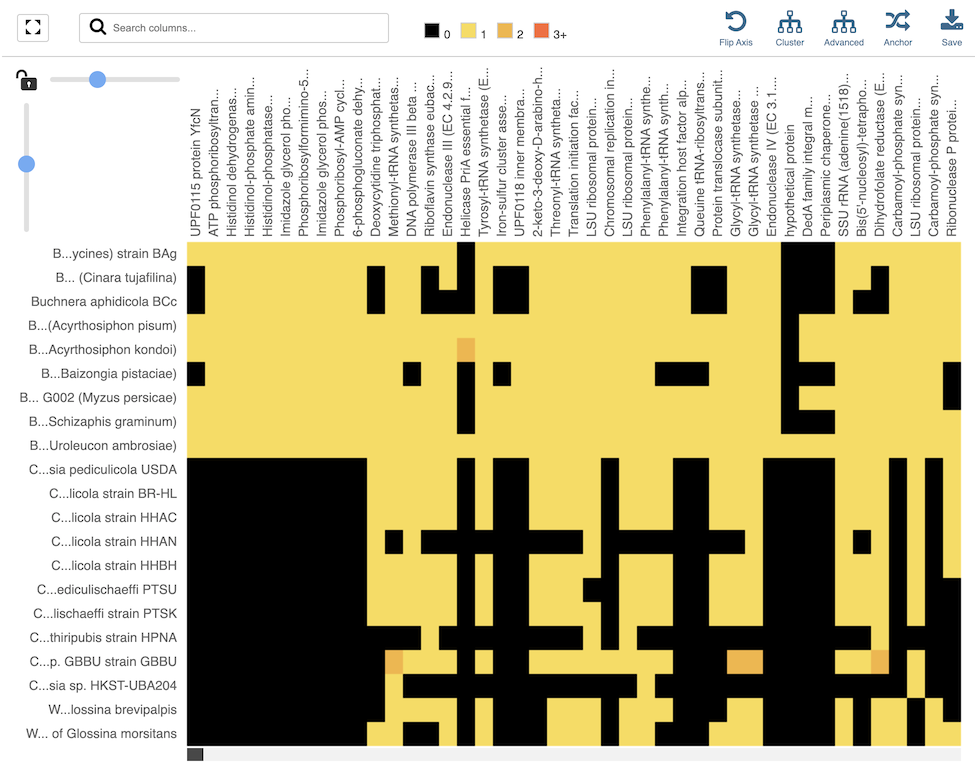 Search columns...
0 1 2 3+
Flip Axis Cluster Advanced Anchor Save
UPF0115 protein YfcN
ATP phosphoribosyltran...
Histidinol dehydrogenas...
Histidinol-phosphate amin...
Histidinol-phosphatase...
Imidazole glycerol pho...
Phosphoribosylformimino-5...
Imidazole glycerol phos...
Phosphoribosyl-AMP cycl...
6-phosphogluconate dehy...
Deoxycytidine triphosphat...
Methionyl-tRNA synthetas...
DNA polymerase III beta ...
Riboflavin synthase eubac...
Endonuclease III (EC 4.2.9...
Helicase PriA essential f...
Tyrosyl-tRNA synthetase (E...
Iron-sulfur cluster asse...
UPF0118 inner membra...
2-keto-3-deoxy-D-arabino-h...
Threonyl-tRNA syntheta...
Translation initiation fac...
LSU ribosomal protein...
Chromosomal replication in...
LSU ribosomal protein...
Phenylalanyl-tRNA synthe...
Phenylalanyl-tRNA synth...
Integration host factor alp...
Queuine tRNA-ribosyltrans...
Protein translocase subunit...
Glycyl-tRNA synthetase...
Glycyl-tRNA synthetase ...
Endonuclease IV (EC 3.1....
hypothetical protein
DedA family integral m...
Periplasmic chaperone...
SSU rRNA (adenine(1518)...
Bis(5'-nucleosyl)-tetrapho...
Dihydrofolate reductase (E...
Carbamoyl-phosphate syn...
LSU ribosomal protein...
Carbamoyl-phosphate syn...
Ribonuclease P protei...
B...ycines) strain BAg
B... (Cinara tujafilina)
Buchnera aphidicola BCc
B...(Acyrthosiphon pisum)
B...Acyrthosiphon kondoi)
B...Baizongia pistaciae)
B... G002 (Myzus persicae)
B...Schizaphis graminum)
B...Uroleucon ambrosiae)
C...sia pediculicola USDA
C...licola strain BR-HL
C...licola strain HHAC
C...licola strain HHAN
C...licola strain HHBH
C...ediculischaeffi PTSU
C...lischaeffi strain PTSK
C...thiripubis strain HPNA
C...p. GBBU strain GBBU
C...sia sp. HKST-UBA204
W...lossina brevipalpis
W... of Glossina morsitans